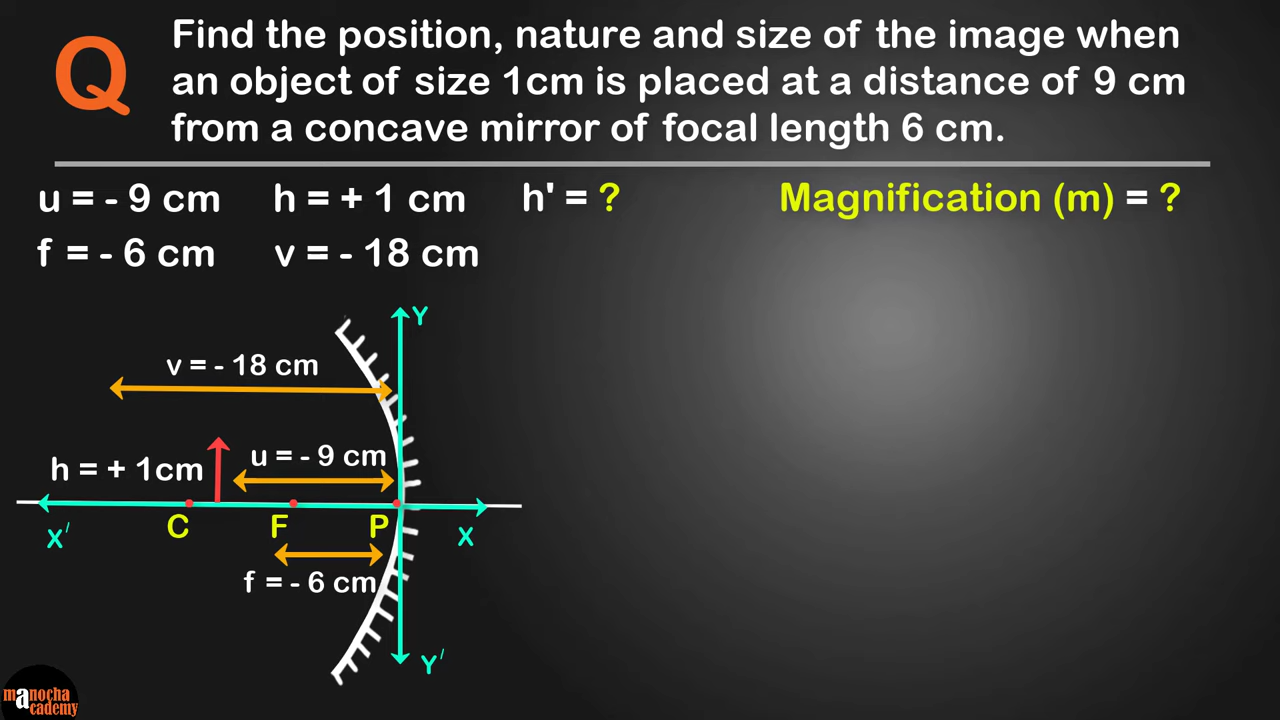 Q
Find the position, nature and size of the image when
an object of size 1cm is placed at a distance of 9 cm
from a concave mirror of focal length 6 cm.
u = - 9 cm h = + 1 cm h' = ? Magnification (m) = ?
f = - 6 cm v = - 18 cm
Y
v = - 18 cm
u = - 9 cm
h = + 1cm
C F P
X' X
f = - 6 cm
Y'
manocha
academy